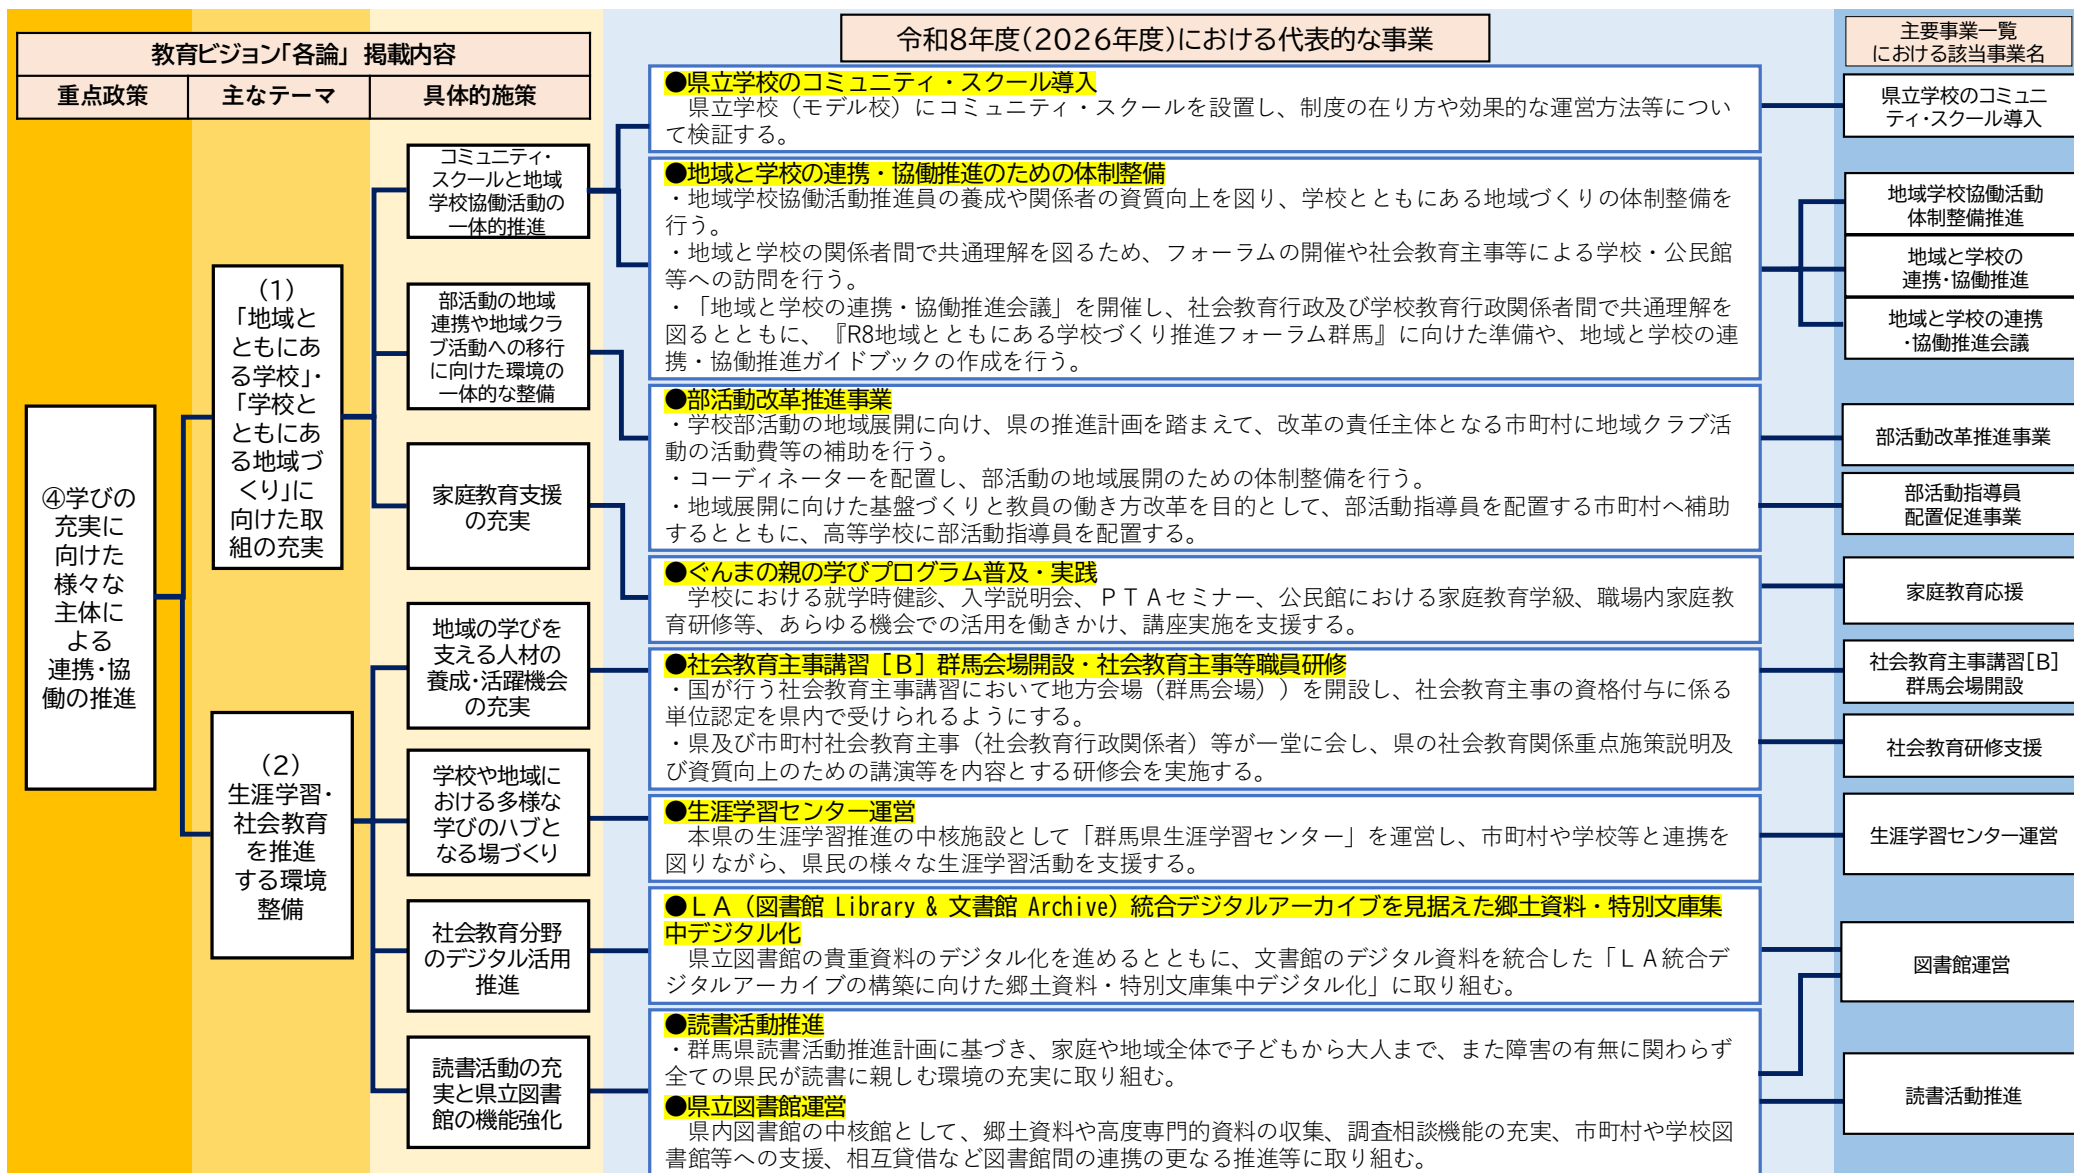 教育ビジョン「各論」 掲載内容
重点政策
主なテーマ
具体的施策
令和8年度(2026年度)における代表的な事業
主要事業一覧
における該当事業名
④学びの
充実に
向けた
様々な
主体に
よる
連携・協
働の推進
(1)
「地域と
ともにあ
る学校」・
「学校と
ともにあ
る地域づ
くり」に
向けた取
組の充実
(2)
生涯学習・
社会教育
を推進
する環境
整備
コミュニティ・
スクールと地域
学校協働活動の
一体的推進
部活動の地域
連携や地域クラ
ブ活動への移行
に向けた環境の
一体的な整備
家庭教育支援
の充実
地域の学びを
支える人材の
養成・活躍機会
の充実
学校や地域に
おける多様な
学びのハブと
なる場づくり
社会教育分野
のデジタル活用
推進
読書活動の充
実と県立図書
館の機能強化
●県立学校のコミュニティ・スクール導入
県立学校（モデル校）にコミュニティ・スクールを設置し、制度の在り方や効果的な運営方法等につい
て検証する。
●地域と学校の連携・協働推進のための体制整備
・地域学校協働活動推進員の養成や関係者の資質向上を図り、学校とともにある地域づくりの体制整備を
行う。
・地域と学校の関係者間で共通理解を図るため、フォーラムの開催や社会教育主事等による学校・公民館
等への訪問を行う。
・「地域と学校の連携・協働推進会議」を開催し、社会教育行政及び学校教育行政関係者間で共通理解を
図るとともに、『R8地域とともにある学校づくり推進フォーラム群馬』に向けた準備や、地域と学校の連
携・協働推進ガイドブックの作成を行う。
●部活動改革推進事業
・学校部活動の地域展開に向け、県の推進計画を踏まえて、改革の責任主体となる市町村に地域クラブ活
動の活動費等の補助を行う。
・コーディネーターを配置し、部活動の地域展開のための体制整備を行う。
・地域展開に向けた基盤づくりと教員の働き方改革を目的として、部活動指導員を配置する市町村へ補助
するとともに、高等学校に部活動指導員を配置する。
●ぐんまの親の学びプログラム普及・実践
学校における就学時健診、入学説明会、ＰＴＡセミナー、公民館における家庭教育学級、職場内家庭教
育研修等、あらゆる機会での活用を働きかけ、講座実施を支援する。
●社会教育主事講習［Ｂ］群馬会場開設・社会教育主事等職員研修
・国が行う社会教育主事講習において地方会場（群馬会場））を開設し、社会教育主事の資格付与に係る
単位認定を県内で受けられるようにする。
・県及び市町村社会教育主事（社会教育行政関係者）等が一堂に会し、県の社会教育関係重点施策説明及
び資質向上のための講演等を内容とする研修会を実施する。
●生涯学習センター運営
本県の生涯学習推進の中核施設として「群馬県生涯学習センター」を運営し、市町村や学校等と連携を
図りながら、県民の様々な生涯学習活動を支援する。
●ＬＡ（図書館 Library & 文書館 Archive）統合デジタルアーカイブを見据えた郷土資料・特別文庫集
中デジタル化
県立図書館の貴重資料のデジタル化を進めるとともに、文書館のデジタル資料を統合した「ＬＡ統合デ
ジタルアーカイブの構築に向けた郷土資料・特別文庫集中デジタル化」に取り組む。
●読書活動推進
・群馬県読書活動推進計画に基づき、家庭や地域全体で子どもから大人まで、また障害の有無に関わらず
全ての県民が読書に親しむ環境の充実に取り組む。
●県立図書館運営
県内図書館の中核館として、郷土資料や高度専門的資料の収集、調査相談機能の充実、市町村や学校図
書館等への支援、相互貸借など図書館間の連携の更なる推進等に取り組む。
県立学校のコミュニ
ティ・スクール導入
地域学校協働活動
体制整備推進
地域と学校の
連携・協働推進
地域と学校の連携
・協働推進会議
部活動改革推進事業
部活動指導員
配置促進事業
家庭教育応援
社会教育主事講習[B]
群馬会場開設
社会教育研修支援
生涯学習センター運営
図書館運営
読書活動推進